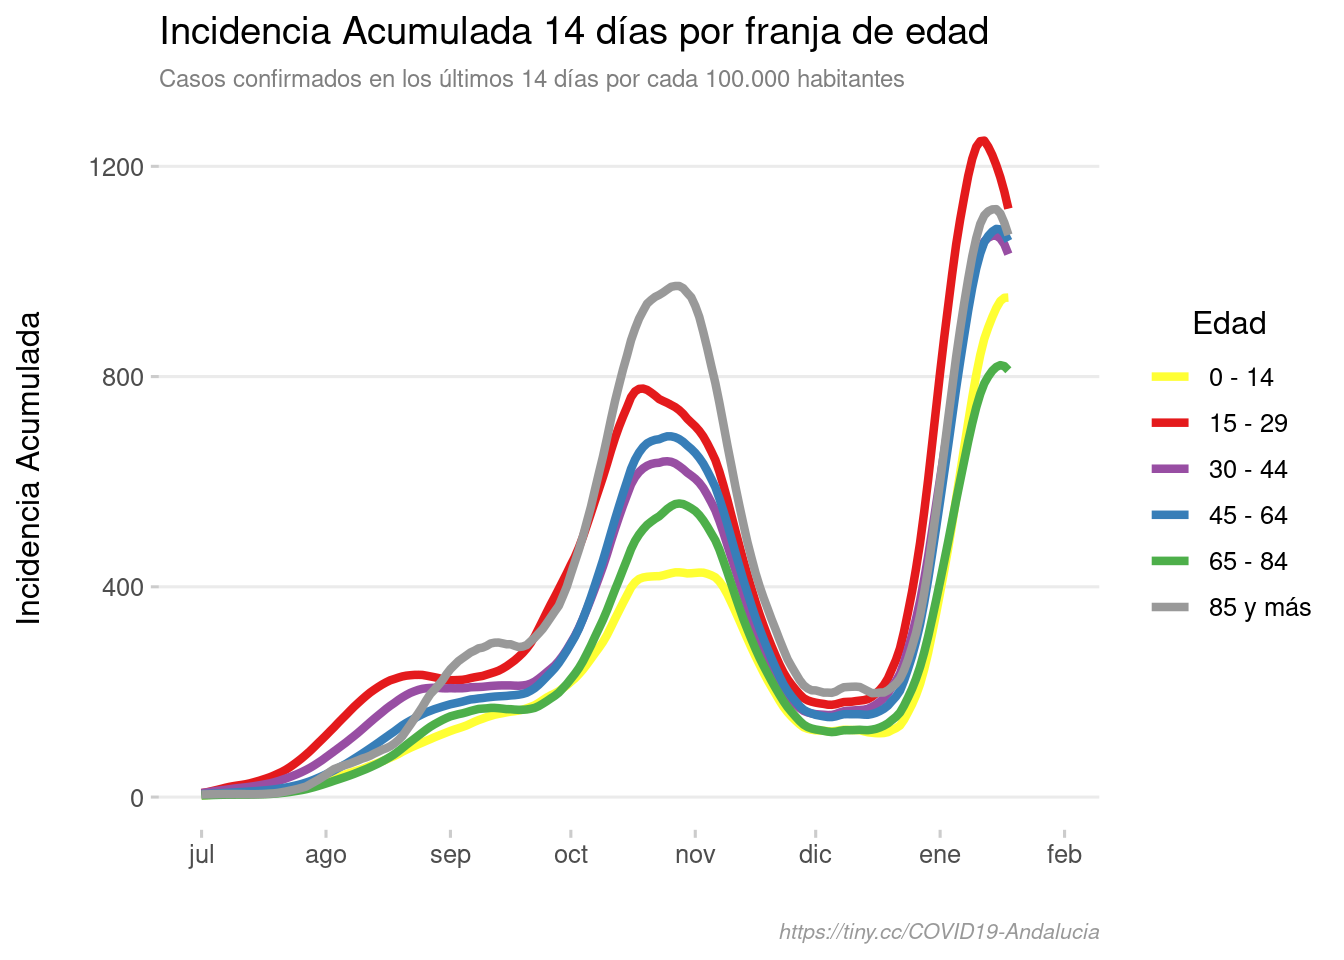 Incidencia Acumulada 14 días por franja de edad
Casos confirmados en los últimos 14 días por cada 100.000 habitantes
Incidencia Acumulada
1200
800
400
0
jul ago sep oct nov dic ene feb
Edad
0 - 14
15 - 29
30 - 44
45 - 64
65 - 84
85 y más
https://tiny.cc/COVID19-Andalucia